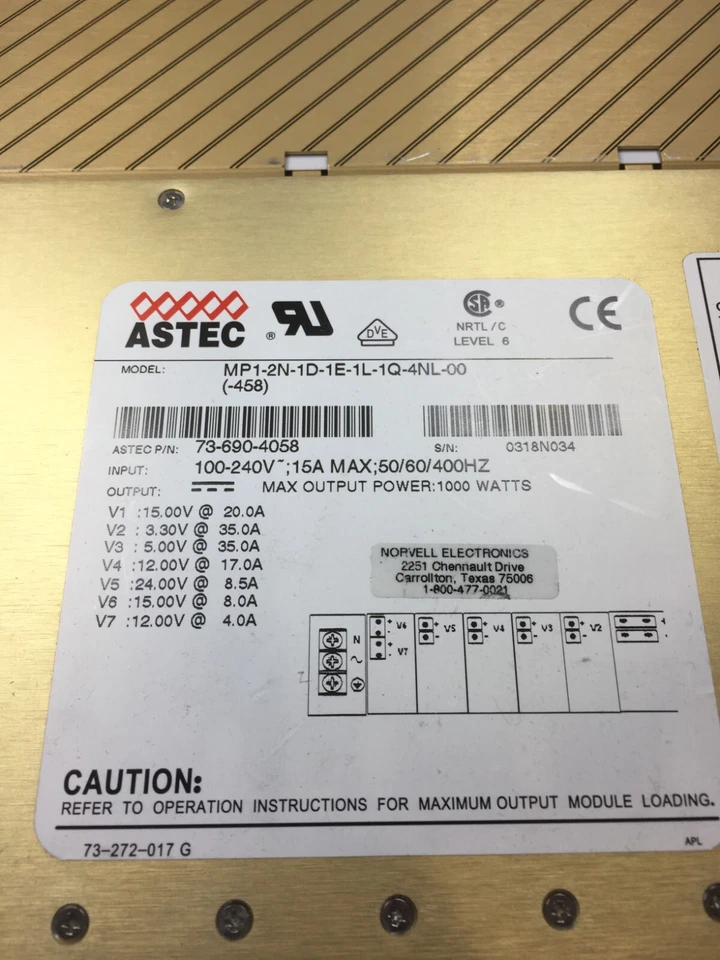 ASTEC ®
DVE
SA ®
NRTL/C
LEVEL 6
CE
MODEL: MP1-2N-1D-1E-1L-1Q-4NL-00
(-458)
ASTEC P/N: 73-690-4058
S/N: 0318N034
INPUT: 100-240V~;15A MAX;50/60/400HZ
OUTPUT: MAX OUTPUT POWER:1000 WATTS
V1 :15.00V @ 20.0A
V2 : 3.30V @ 35.0A
V3 : 5.00V @ 35.0A
V4 :12.00V @ 17.0A
V5 :24.00V @ 8.5A
V6 :15.00V @ 8.0A
V7 :12.00V @ 4.0A
NORVELL ELECTRONICS
2251 Chennault Drive
Carrollton, Texas 75006
1-800-477-0021
N
+ V6
-
+ V7
-
+ V5
-
+ V4
-
+ V3
-
+ V2
-
CAUTION:
REFER TO OPERATION INSTRUCTIONS FOR MAXIMUM OUTPUT MODULE LOADING.
73-272-017 G
APL